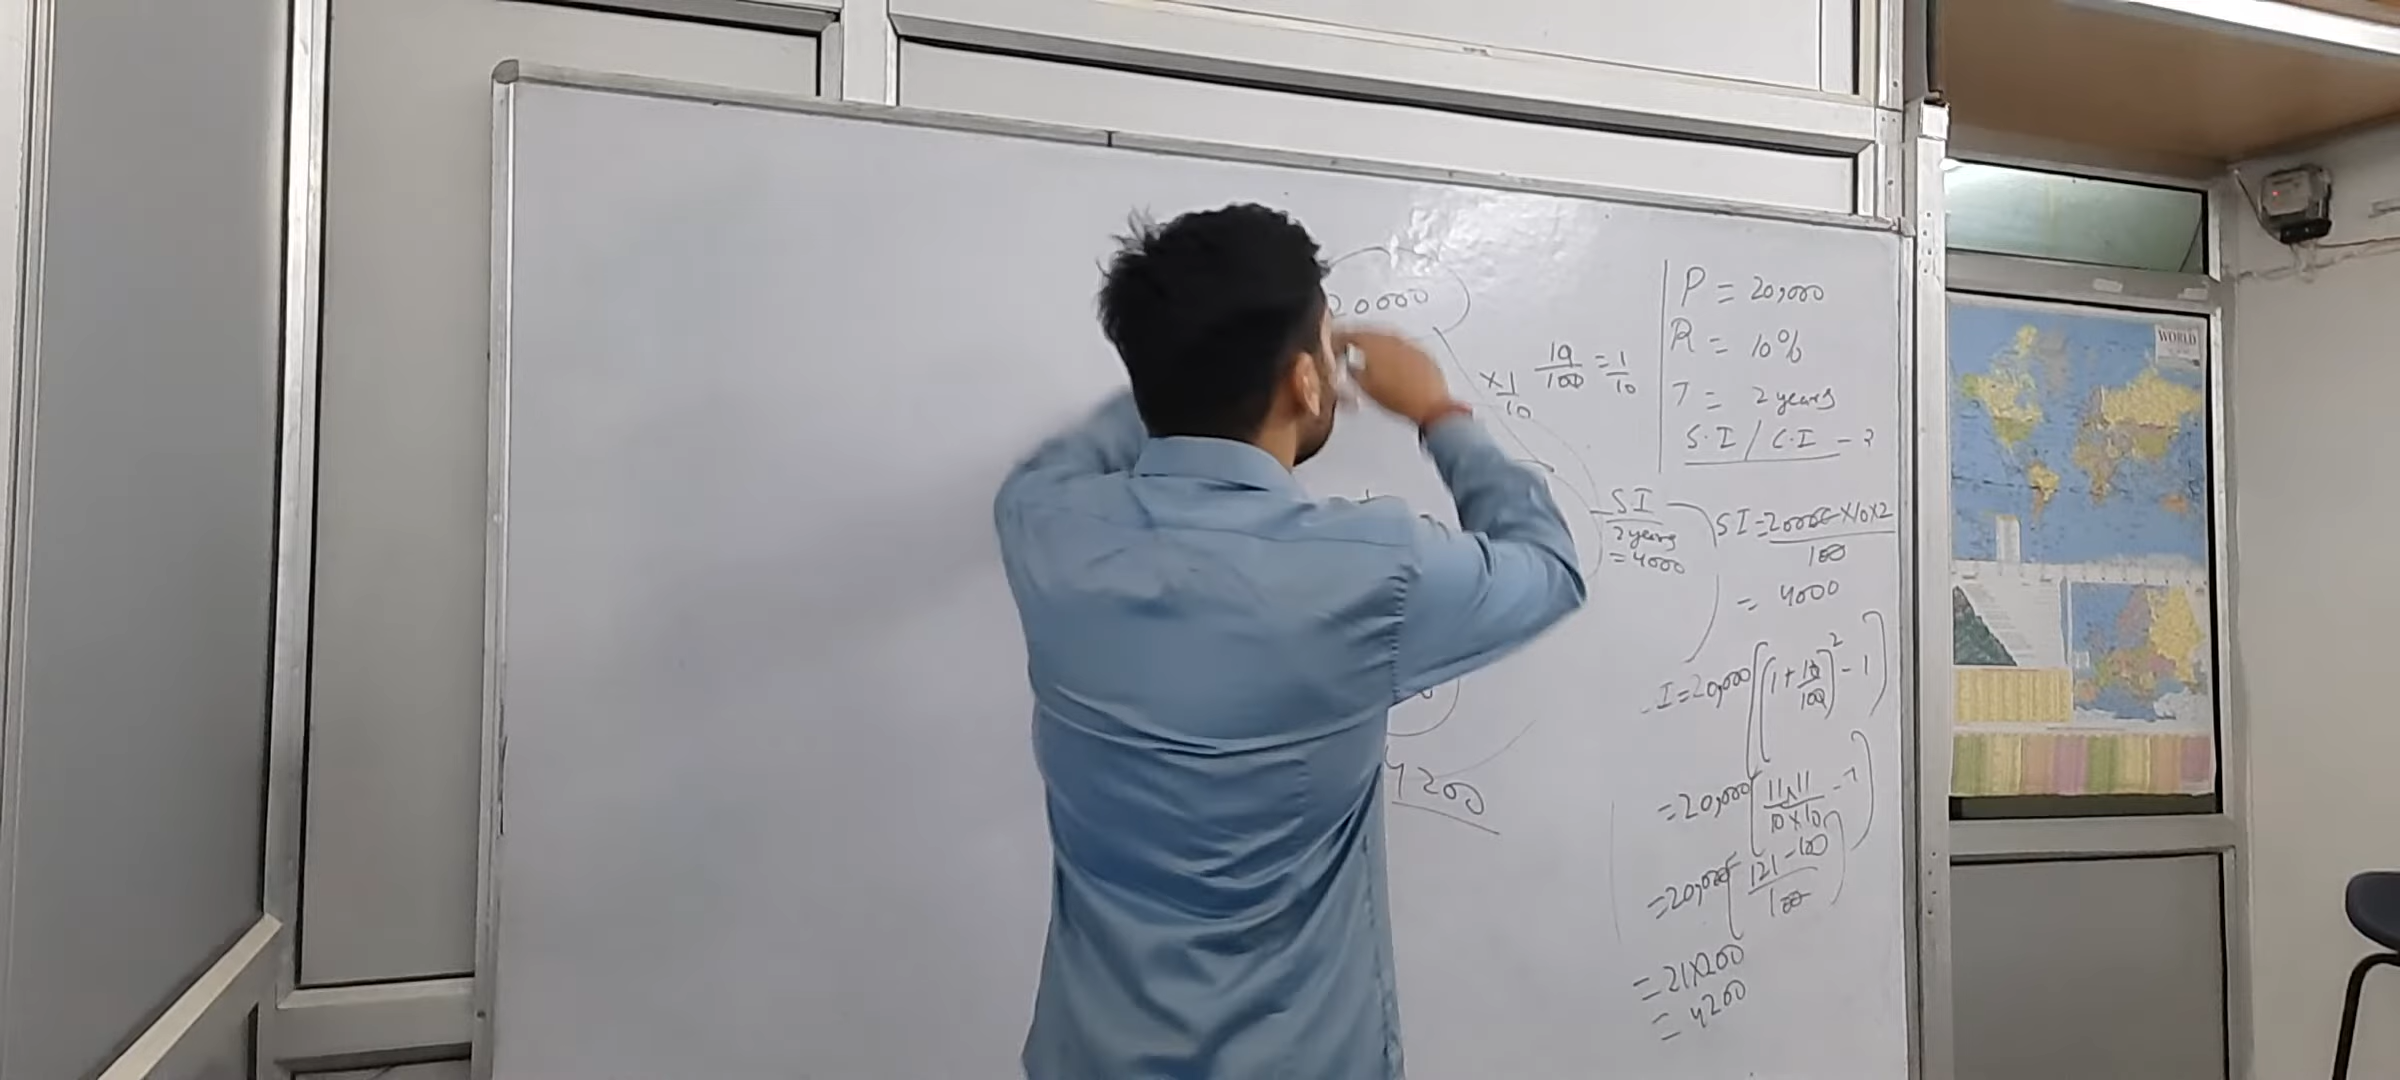 20000
× 1/10
10/100 = 1/10
SI
2 years
= 4000
4200
P = 20,000
R = 10%
T = 2 years
S.I / C.I - ?
SI = 20000 × 10 × 2 / 100
= 4000
I = 20,000 [(1 + 10/100)² - 1]
= 20,000 [11×11 / 10×10 - 1]
= 20,000 [121 - 100 / 100]
= 21×200
= 4200
WORLD